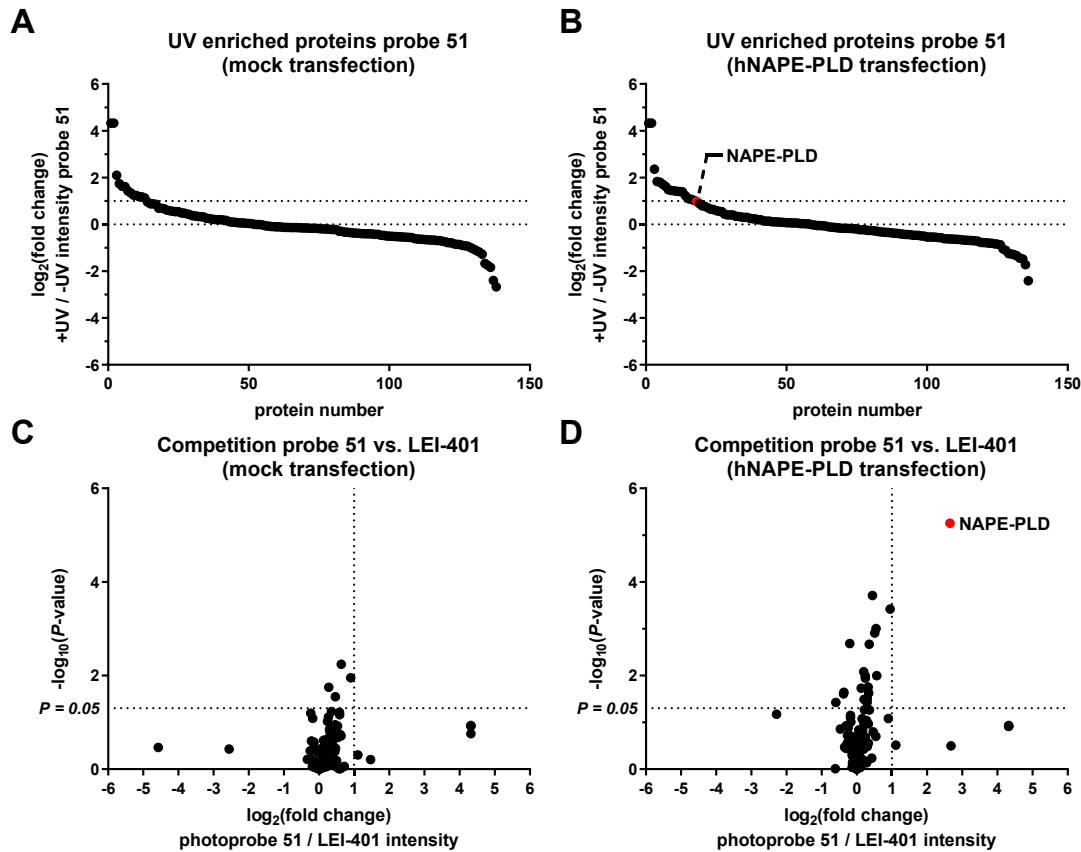 A
UV enriched proteins probe 51
(mock transfection)
log2(fold change)
+UV / -UV intensity probe 51
6
4
2
0
-2
-4
-6
0
50
100
150
protein number
B
UV enriched proteins probe 51
(hNAPE-PLD transfection)
log2(fold change)
+UV / -UV intensity probe 51
6
4
2
0
-2
-4
-6
NAPE-PLD
0
50
100
150
protein number
C
Competition probe 51 vs. LEI-401
(mock transfection)
-log10(P-value)
6
4
2
P = 0.05
0
-6 -5 -4 -3 -2 -1 0 1 2 3 4 5 6
log2(fold change)
photoprobe 51 / LEI-401 intensity
D
Competition probe 51 vs. LEI-401
(hNAPE-PLD transfection)
-log10(P-value)
6
4
2
P = 0.05
0
NAPE-PLD
-6 -5 -4 -3 -2 -1 0 1 2 3 4 5 6
log2(fold change)
photoprobe 51 / LEI-401 intensity